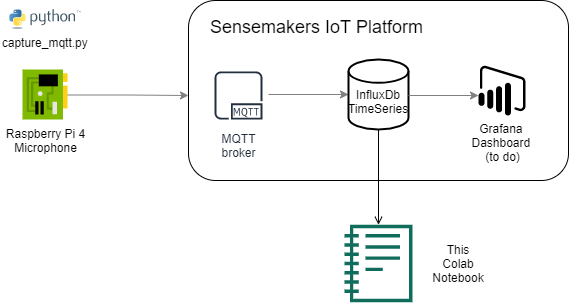 python™
capture_mqtt.py
Raspberry Pi 4
Microphone
Sensemakers IoT Platform
MQTT
MQTT
broker
InfluxDb
TimeSeries
Grafana
Dashboard
(to do)
This
Colab
Notebook